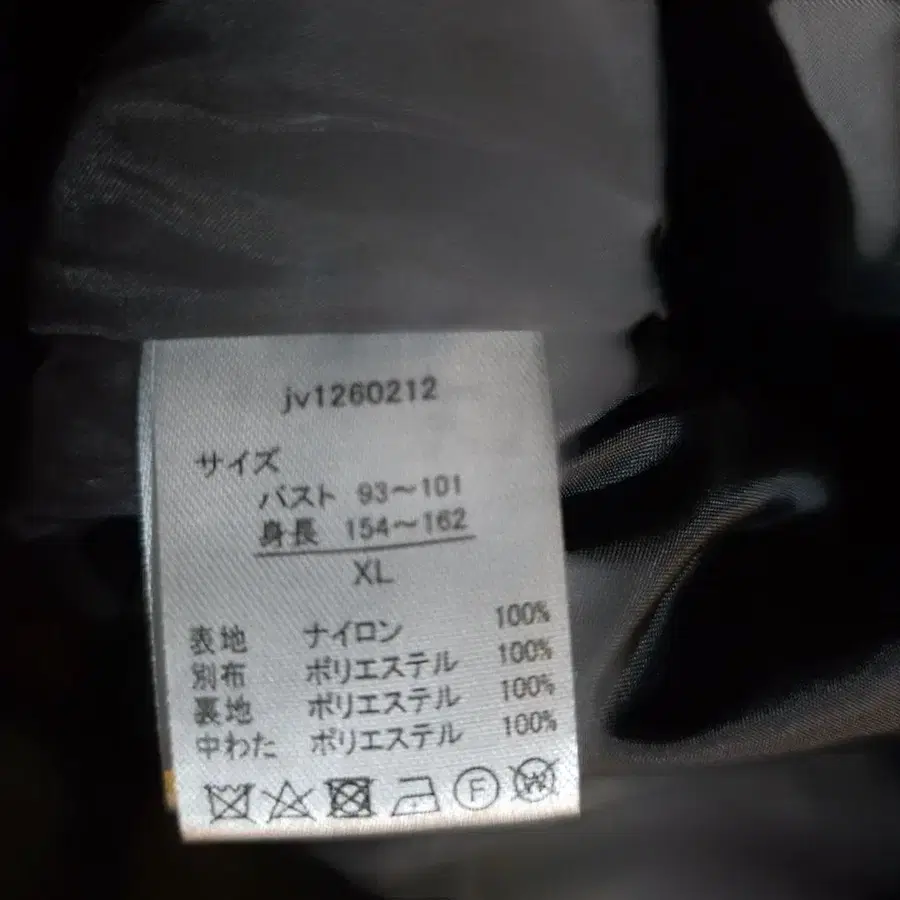 jv1260212
サイズ
バスト 93〜101
身長 154〜162
XL
表地 ナイロン 100%
別布 ポリエステル 100%
裏地 ポリエステル 100%
中わた ポリエステル 100%
F W